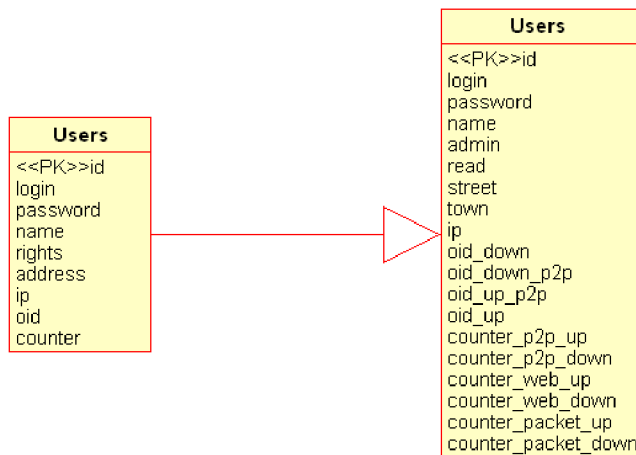 Users
<<PK>>id
login
password
name
rights
address
ip
oid
counter
Users
<<PK>>id
login
password
name
admin
read
street
town
ip
oid_down
oid_down_p2p
oid_up_p2p
oid_up
counter_p2p_up
counter_p2p_down
counter_web_up
counter_web_down
counter_packet_up
counter_packet_down